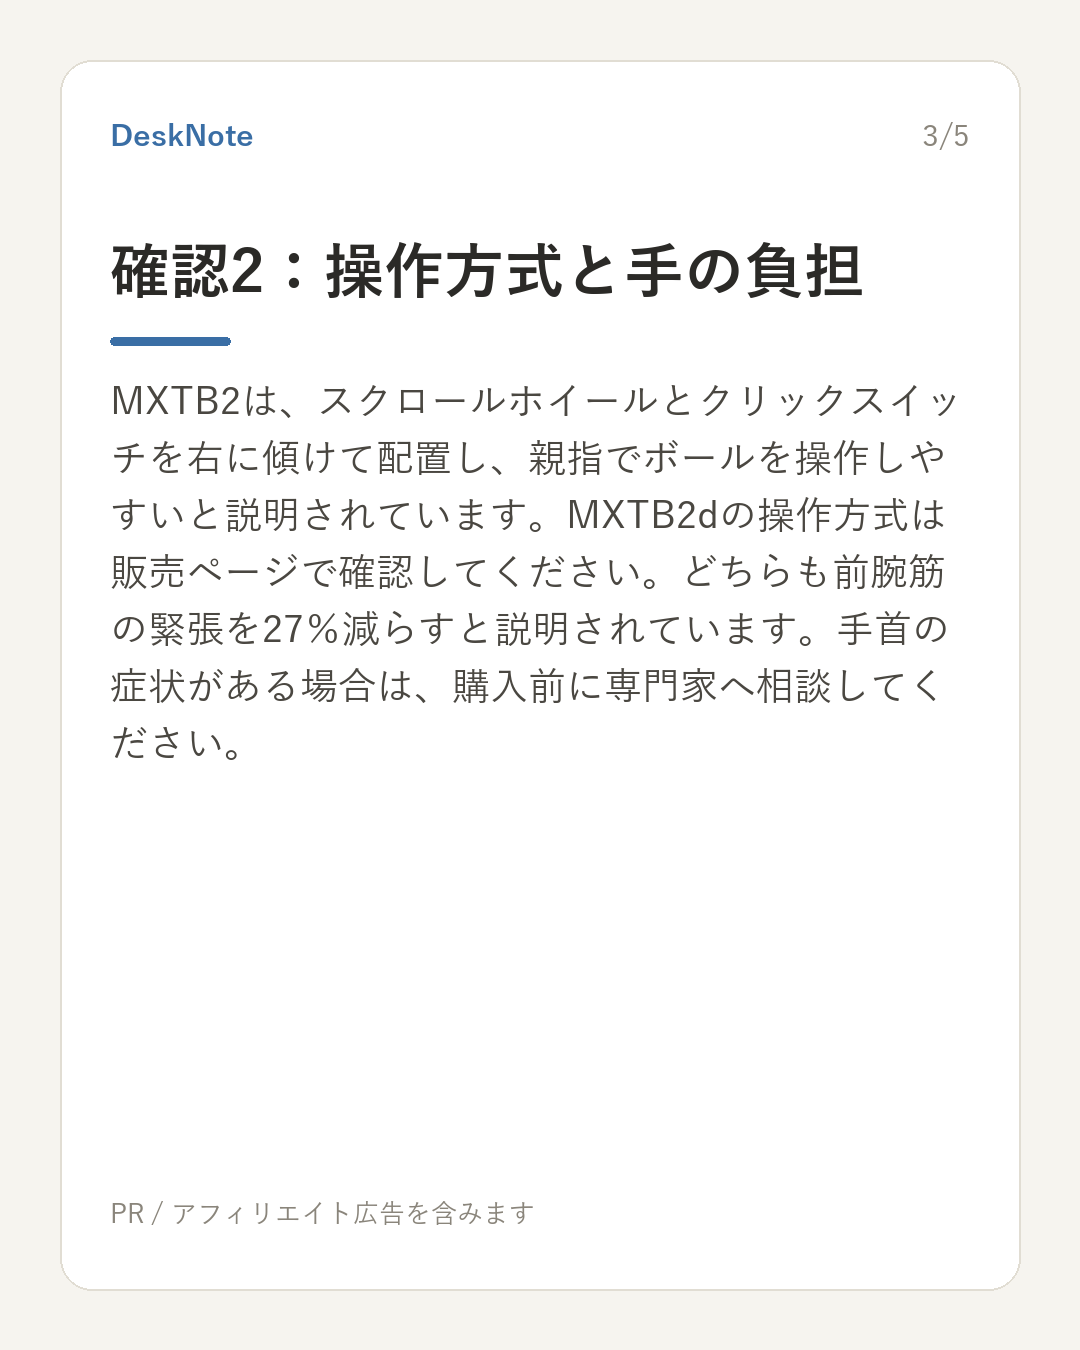 DeskNote
3/5
確認2：操作方式と手の負担
MXTB2は、スクロールホイールとクリックスイッ
チを右に傾けて配置し、親指でボールを操作しや
すいと説明されています。MXTB2dの操作方式は
販売ページで確認してください。どちらも前腕筋
の緊張を27%減らすと説明されています。手首の
症状がある場合は、購入前に専門家へ相談してく
ださい。
PR / アフィリエイト広告を含みます